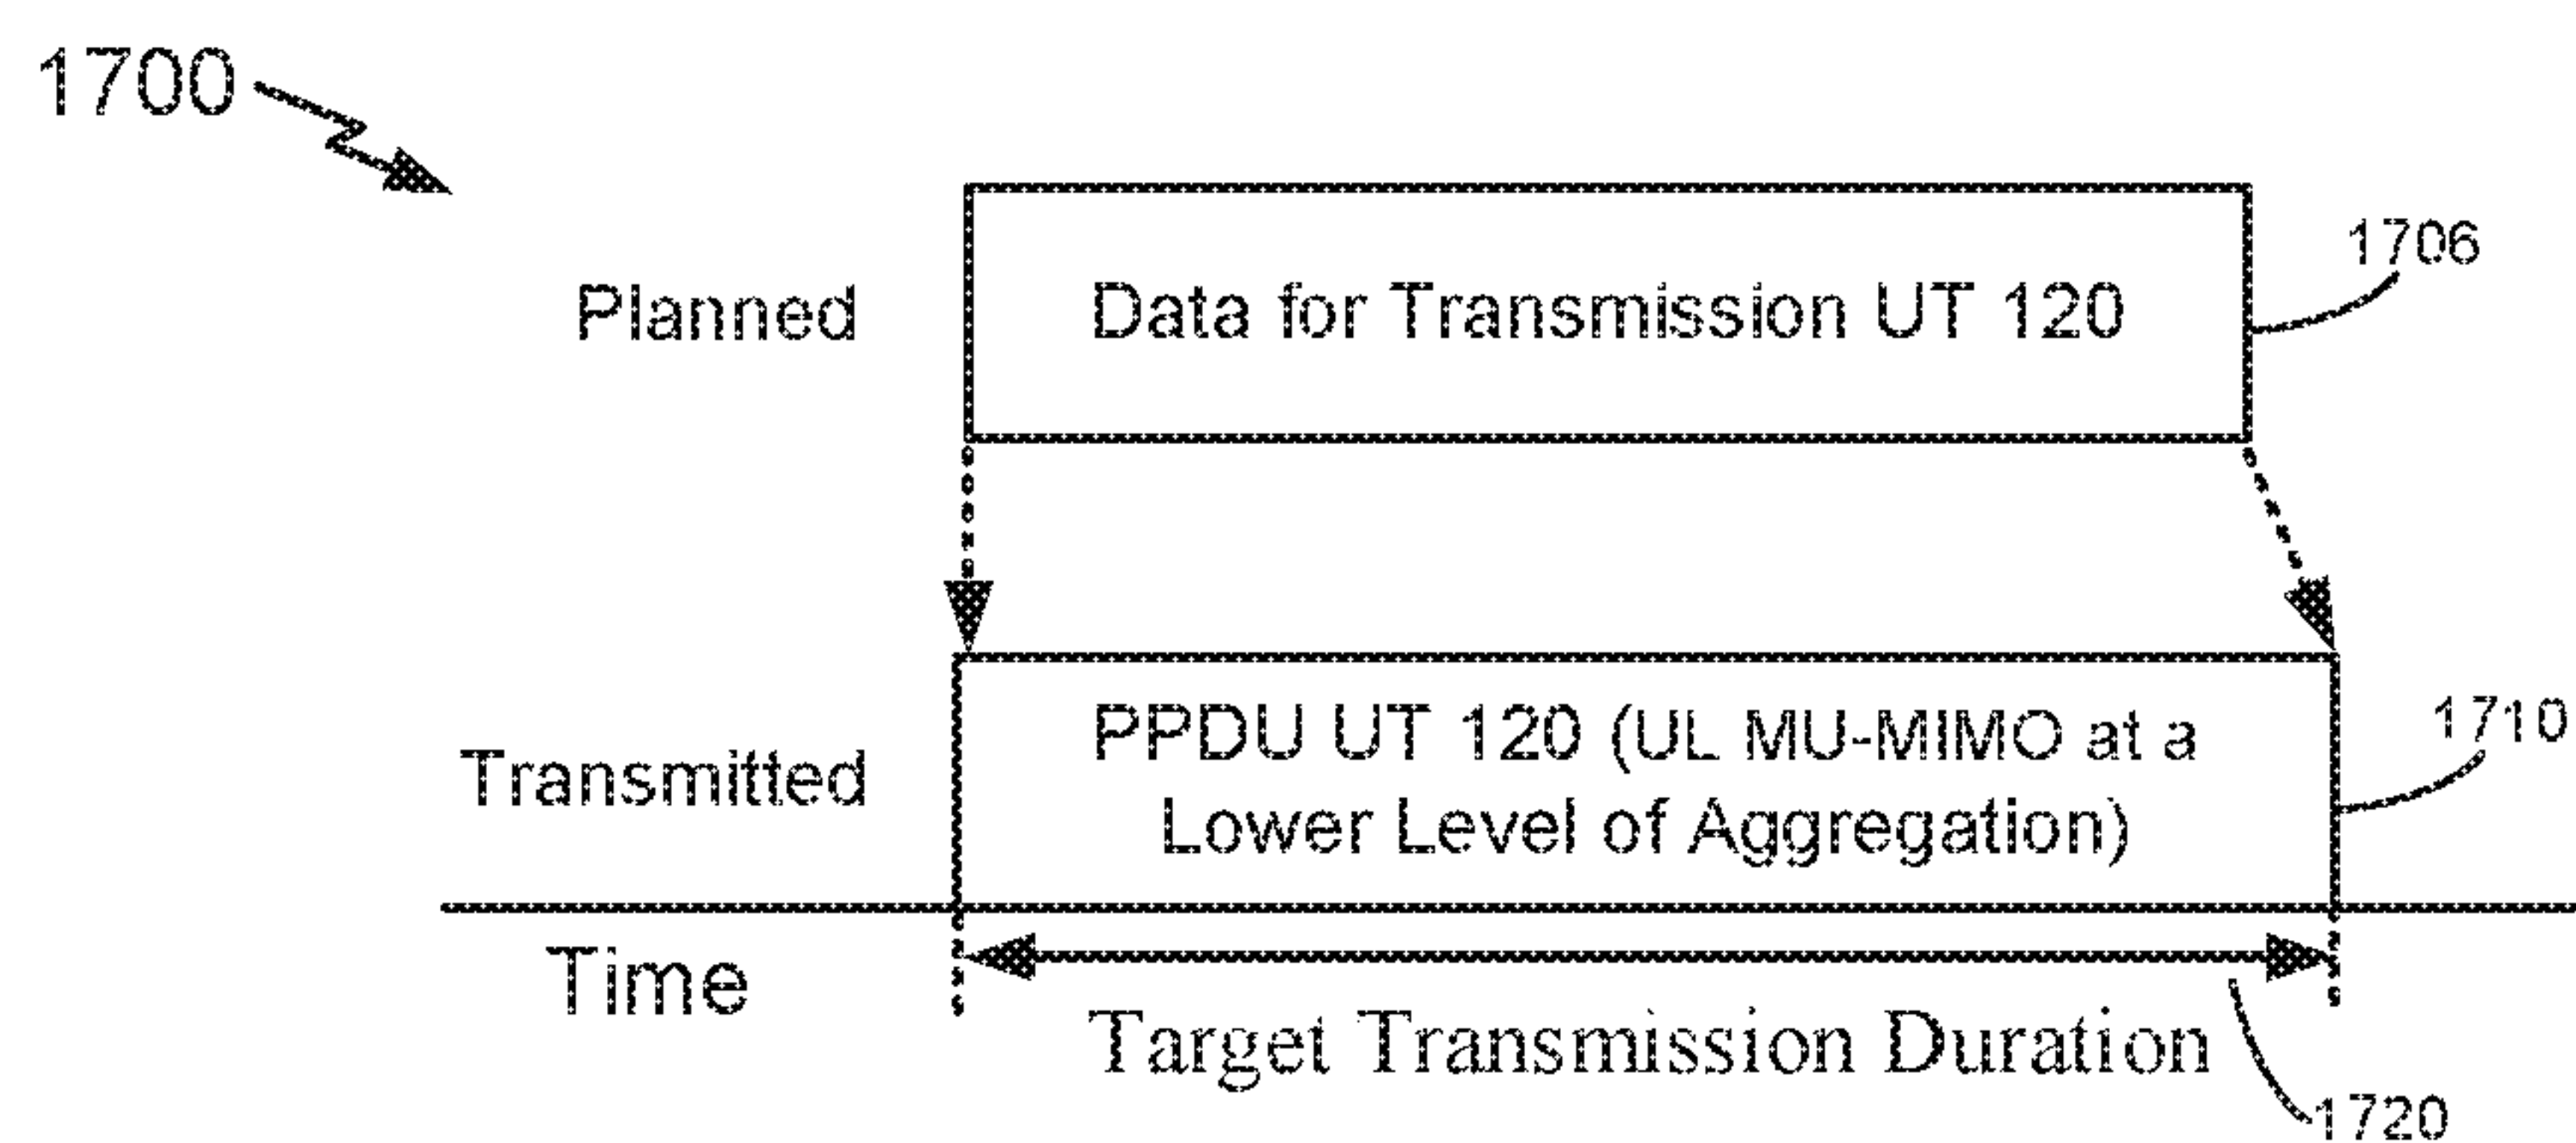 1700
1706
Planned
Data for Transmission UT 120
1710
Transmitted
PPDU UT 120 (UL MU-MIMO at a
Lower Level of Aggregation)
Time
Target Transmission Duration
1720